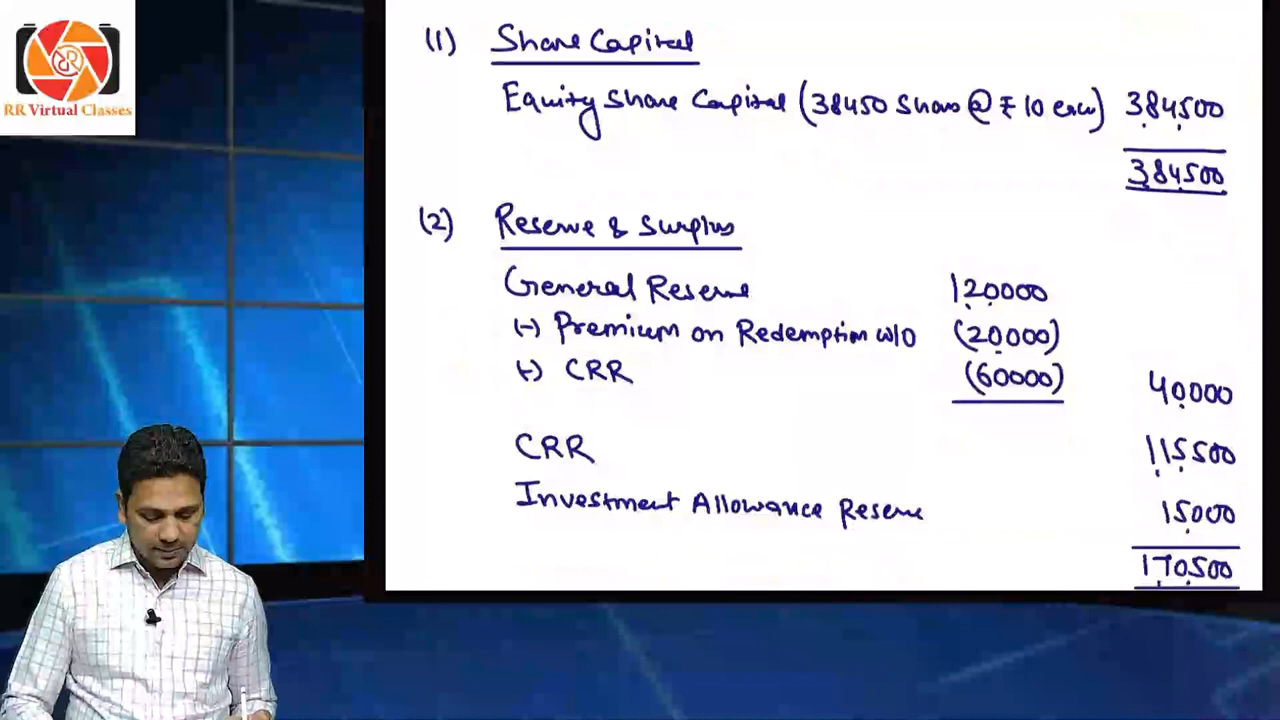 RR Virtual Classes
(1) Share Capital
Equity Share Capital (38450 Share @ ₹ 10 each) 384500
384500
(2) Reserve & Surplus
General Reserve 120000
(-) Premium on Redemption w/o (20000)
(-) CRR (60000) 40000
CRR 115500
Investment Allowance Reserve 15000
170500